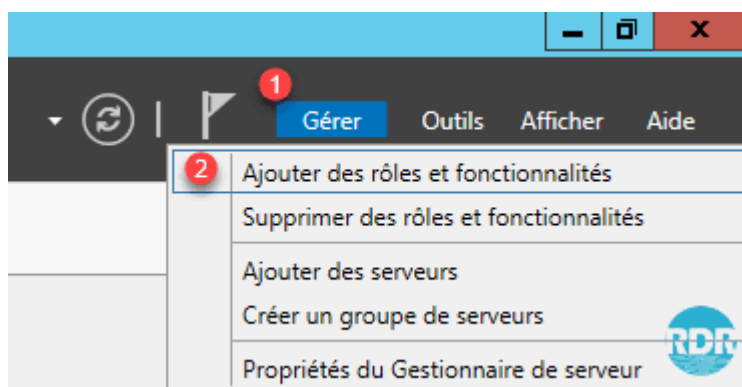 1
Gérer Outils Afficher Aide
2 Ajouter des rôles et fonctionnalités
Supprimer des rôles et fonctionnalités
Ajouter des serveurs
Créer un groupe de serveurs
RDR
Propriétés du Gestionnaire de serveur